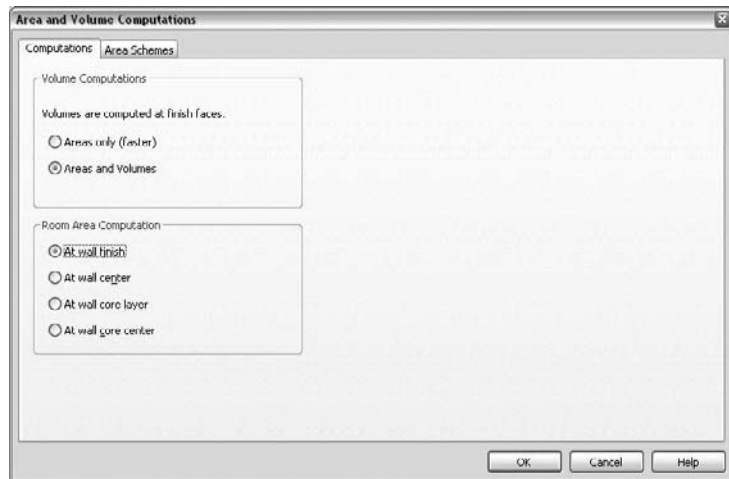 Area and Volume Computations
Computations
Area Schemes
Volume Computations
Volumes are computed at finish faces.
Areas only (faster)
Areas and Volumes
Room Area Computation
At wall finish
At wall center
At wall core layer
At wall core center
OK
Cancel
Help